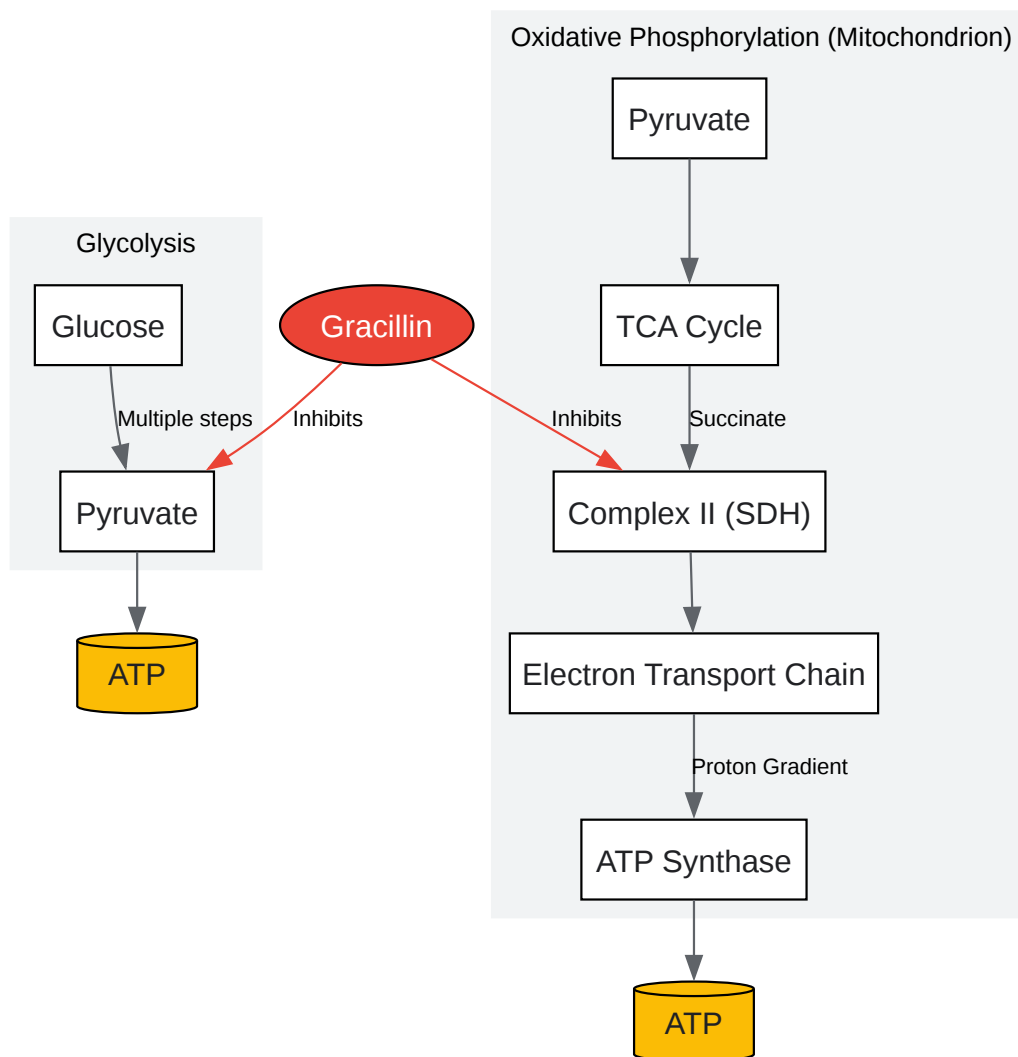 Oxidative Phosphorylation (Mitochondrion)
Pyruvate
Glycolysis
Glucose
Gracillin
TCA Cycle
Multiple steps
Inhibits
Inhibits
Succinate
Pyruvate
Complex II (SDH)
ATP
Electron Transport Chain
Proton Gradient
ATP Synthase
ATP